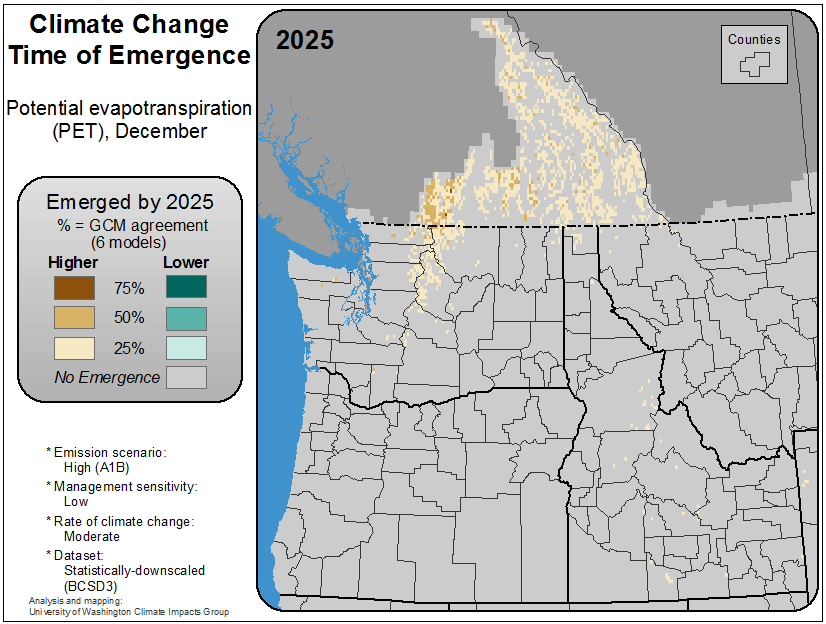 Climate Change
Time of Emergence
Potential evapotranspiration
(PET), December
Emerged by 2025
% = GCM agreement
(6 models)
Higher Lower
75%
50%
25%
No Emergence
* Emission scenario:
High (A1B)
* Management sensitivity:
Low
* Rate of climate change:
Moderate
* Dataset:
Statistically-downscaled
(BCSD3)
Analysis and mapping:
University of Washington Climate Impacts Group
2025
Counties